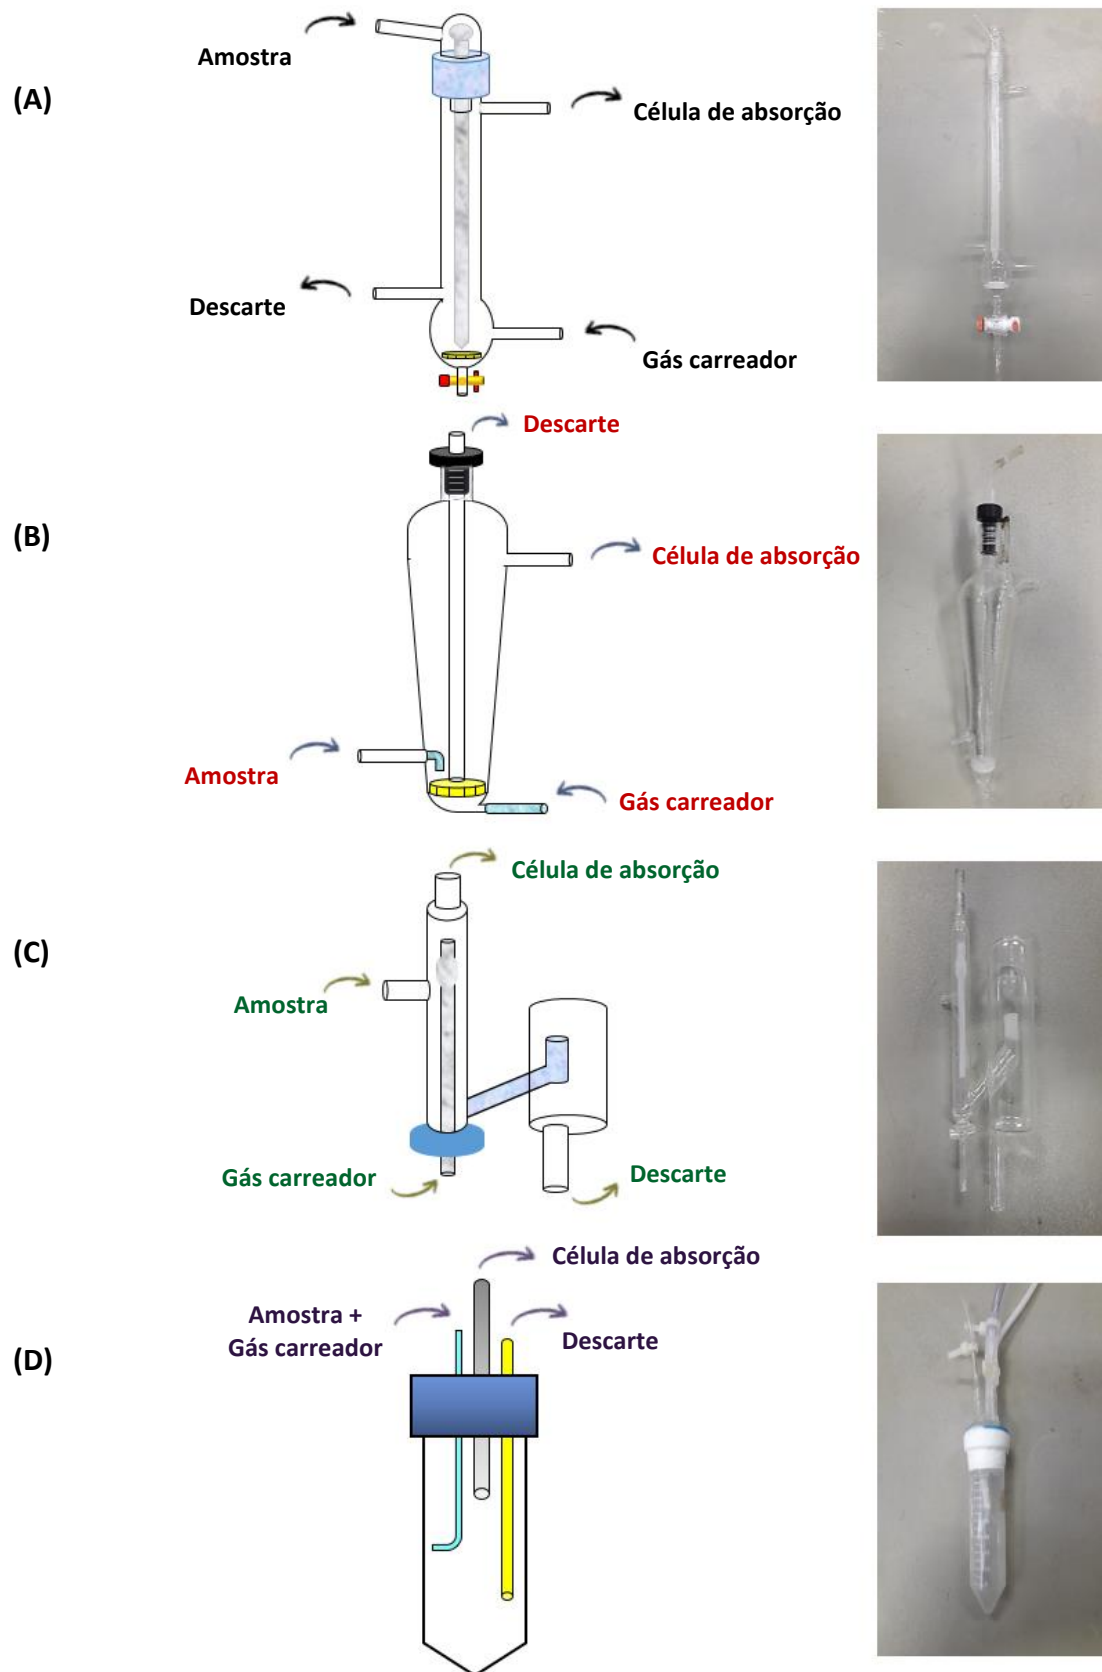 Amostra
(A)
Célula de absorção
Descarte
Gás carreador
Descarte
(B)
Célula de absorção
Amostra
Gás carreador
Célula de absorção
(C)
Amostra
Gás carreador
Descarte
Célula de absorção
Amostra +
Gás carreador
Descarte
(D)